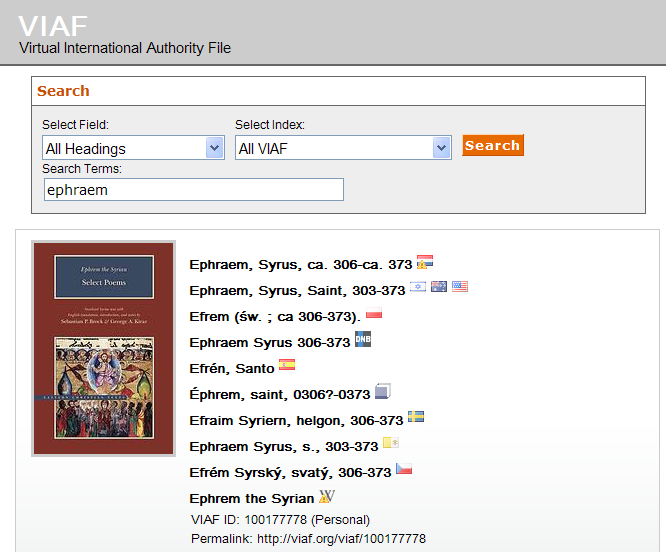 VIAF
Virtual International Authority File
Search
Select Field:
Select Index:
All Headings
All VIAF
Search
Search Terms:
ephraem
Ephrem the Syrian
Select Poems
Sebastian P. Brock & George A. Kiraz
Ephraem, Syrus, ca. 306-ca. 373
Ephraem, Syrus, Saint, 303-373
Efrem (św. ; ca 306-373).
Ephraem Syrus 306-373
DNB
Efrén, Santo
Éphrem, saint, 0306?-0373
Efraim Syriern, helgon, 306-373
Ephraem Syrus, s., 303-373
Efrém Syrský, svatý, 306-373
Ephrem the Syrian
W
VIAF ID: 100177778 (Personal)
Permalink: http://viaf.org/viaf/100177778